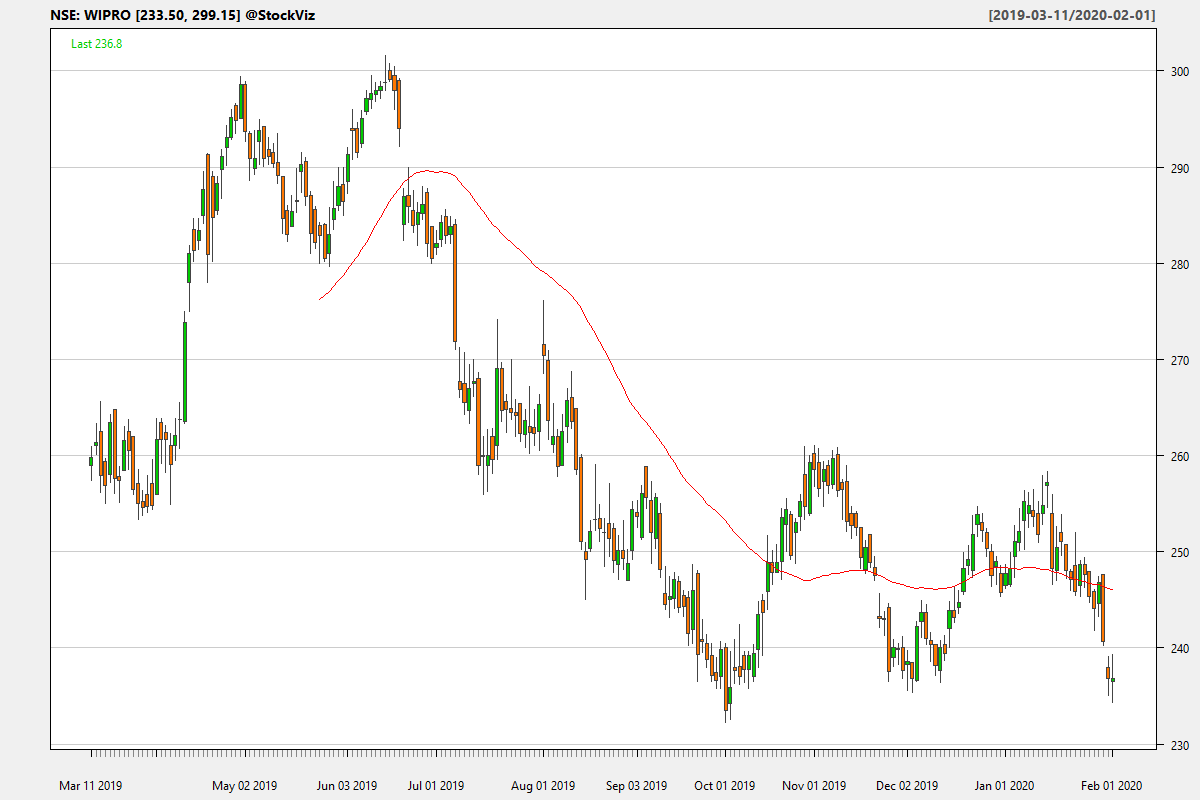 NSE: WIPRO [233.50, 299.15] @StockViz
[2019-03-11/2020-02-01]
Last 236.8
300
290
280
270
260
250
240
230
Mar 11 2019
May 02 2019
Jun 03 2019
Jul 01 2019
Aug 01 2019
Sep 03 2019
Oct 01 2019
Nov 01 2019
Dec 02 2019
Jan 01 2020
Feb 01 2020